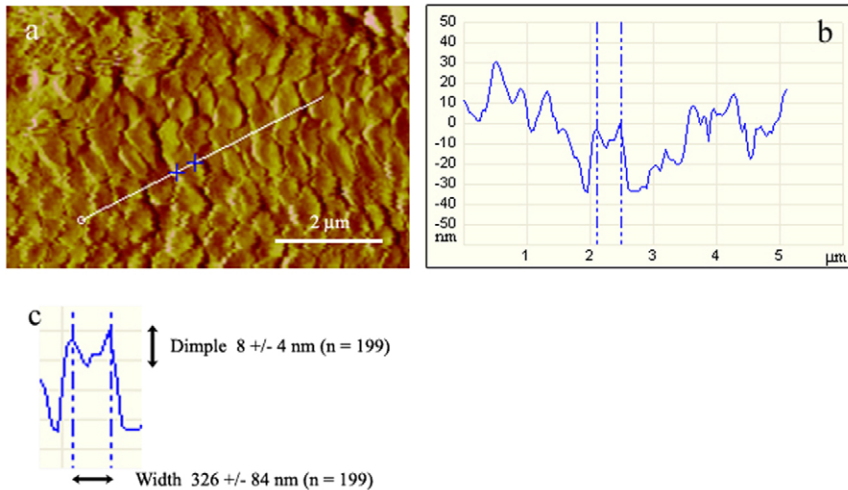 a
2 µm
b
50
40
30
20
10
0
-10
-20
-30
-40
-50
nm
1 2 3 4 5 µm
c
Dimple 8 +/- 4 nm (n = 199)
Width 326 +/- 84 nm (n = 199)